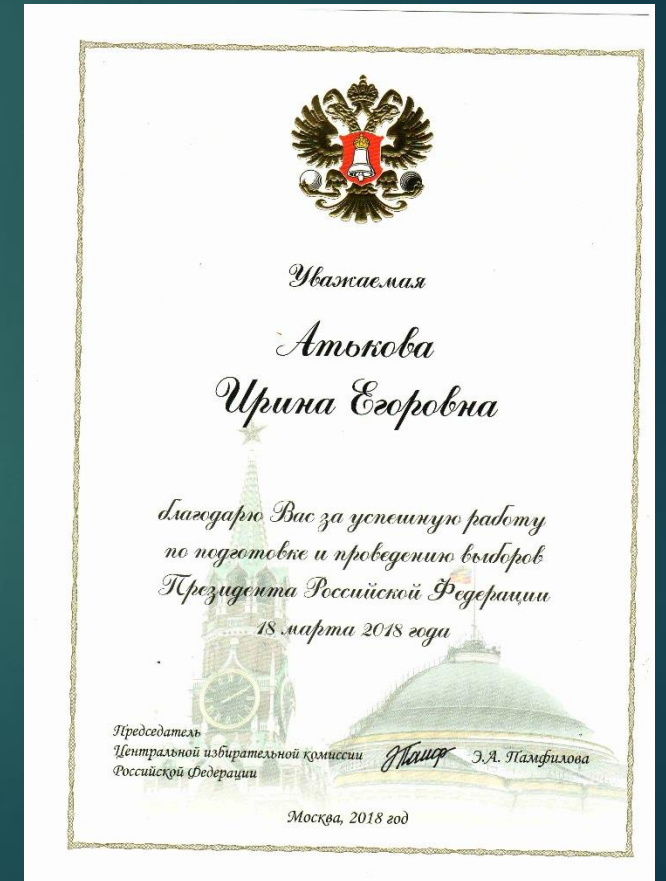 Уважаемая
Атькова
Ирина Егоровна
благодарю Вас за успешную работу
по подготовке и проведению выборов
Президента Российской Федерации
18 марта 2018 года
Председатель
Центральной избирательной комиссии
Российской Федерации
Э.А. Памфилова
Москва, 2018 год